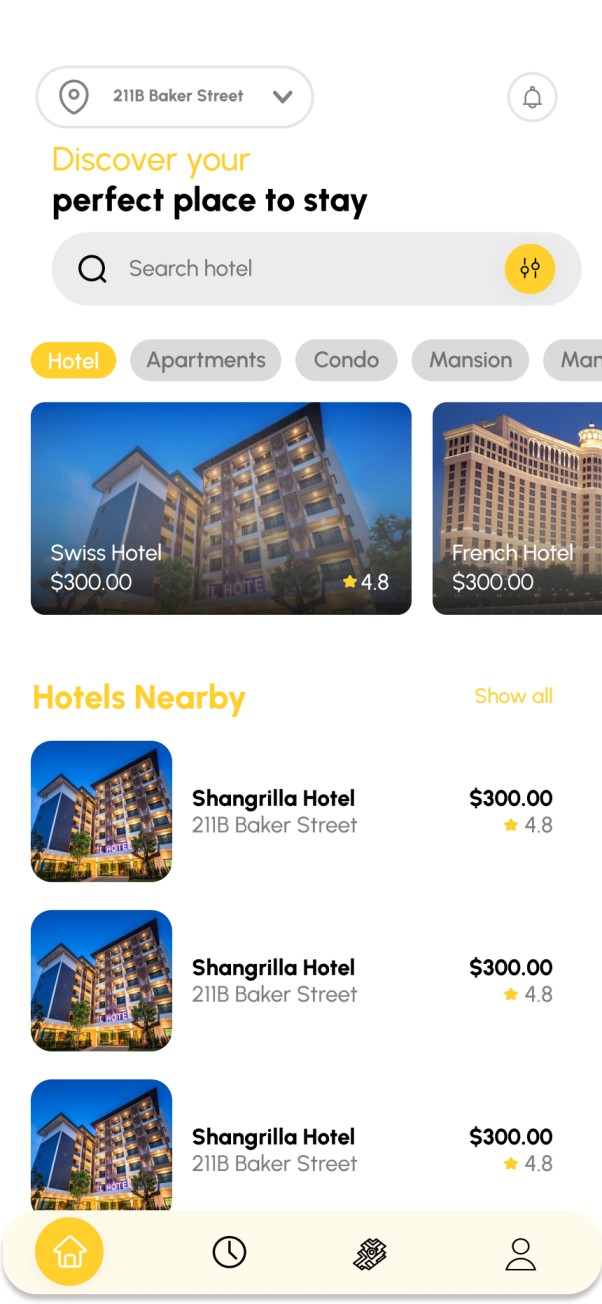 211B Baker Street
Discover your
perfect place to stay
Search hotel
Hotel Apartments Condo Mansion Man
Swiss Hotel
$300.00 4.8
French Hotel
$300.00
Hotels Nearby Show all
Shangrilla Hotel $300.00
211B Baker Street 4.8
HOTEL
Shangrilla Hotel $300.00
211B Baker Street 4.8
HOTEL
Shangrilla Hotel $300.00
211B Baker Street 4.8
HOTEL